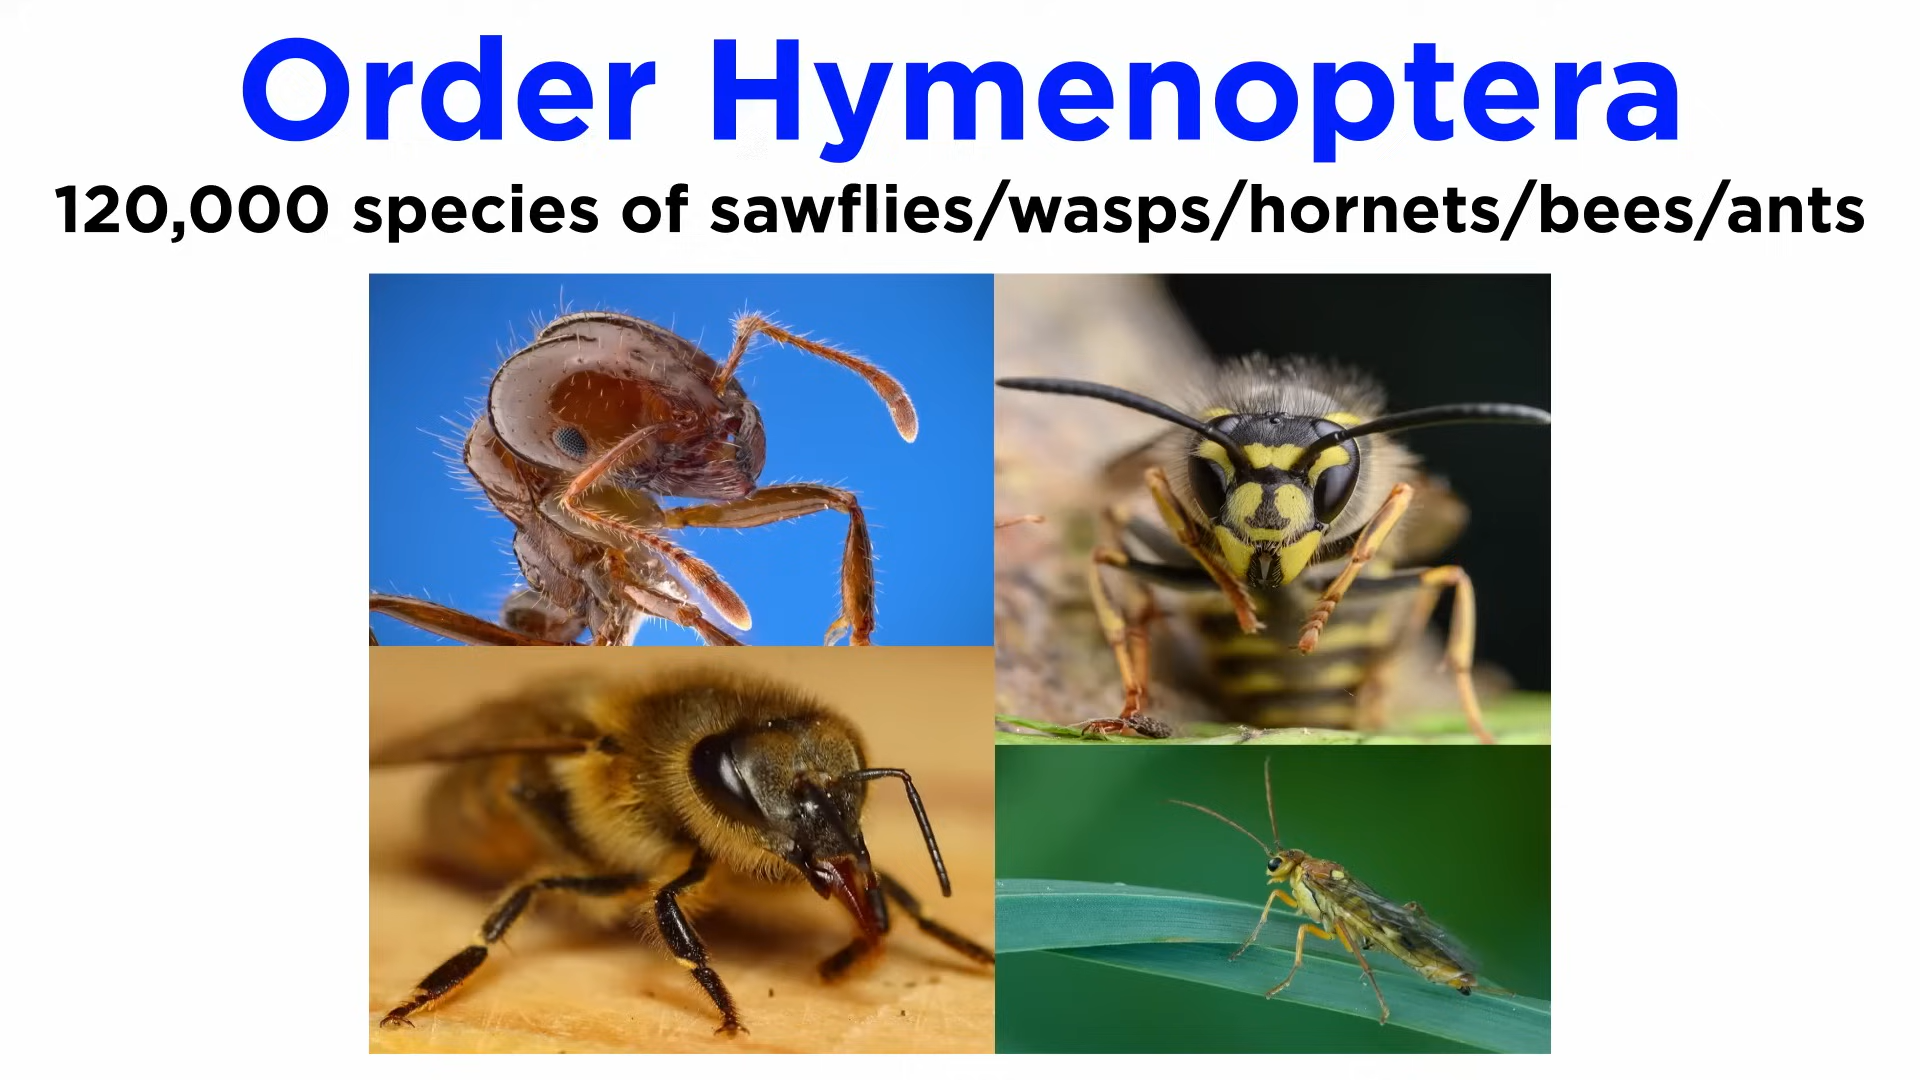 Order Hymenoptera
120,000 species of sawflies/wasps/hornets/bees/ants